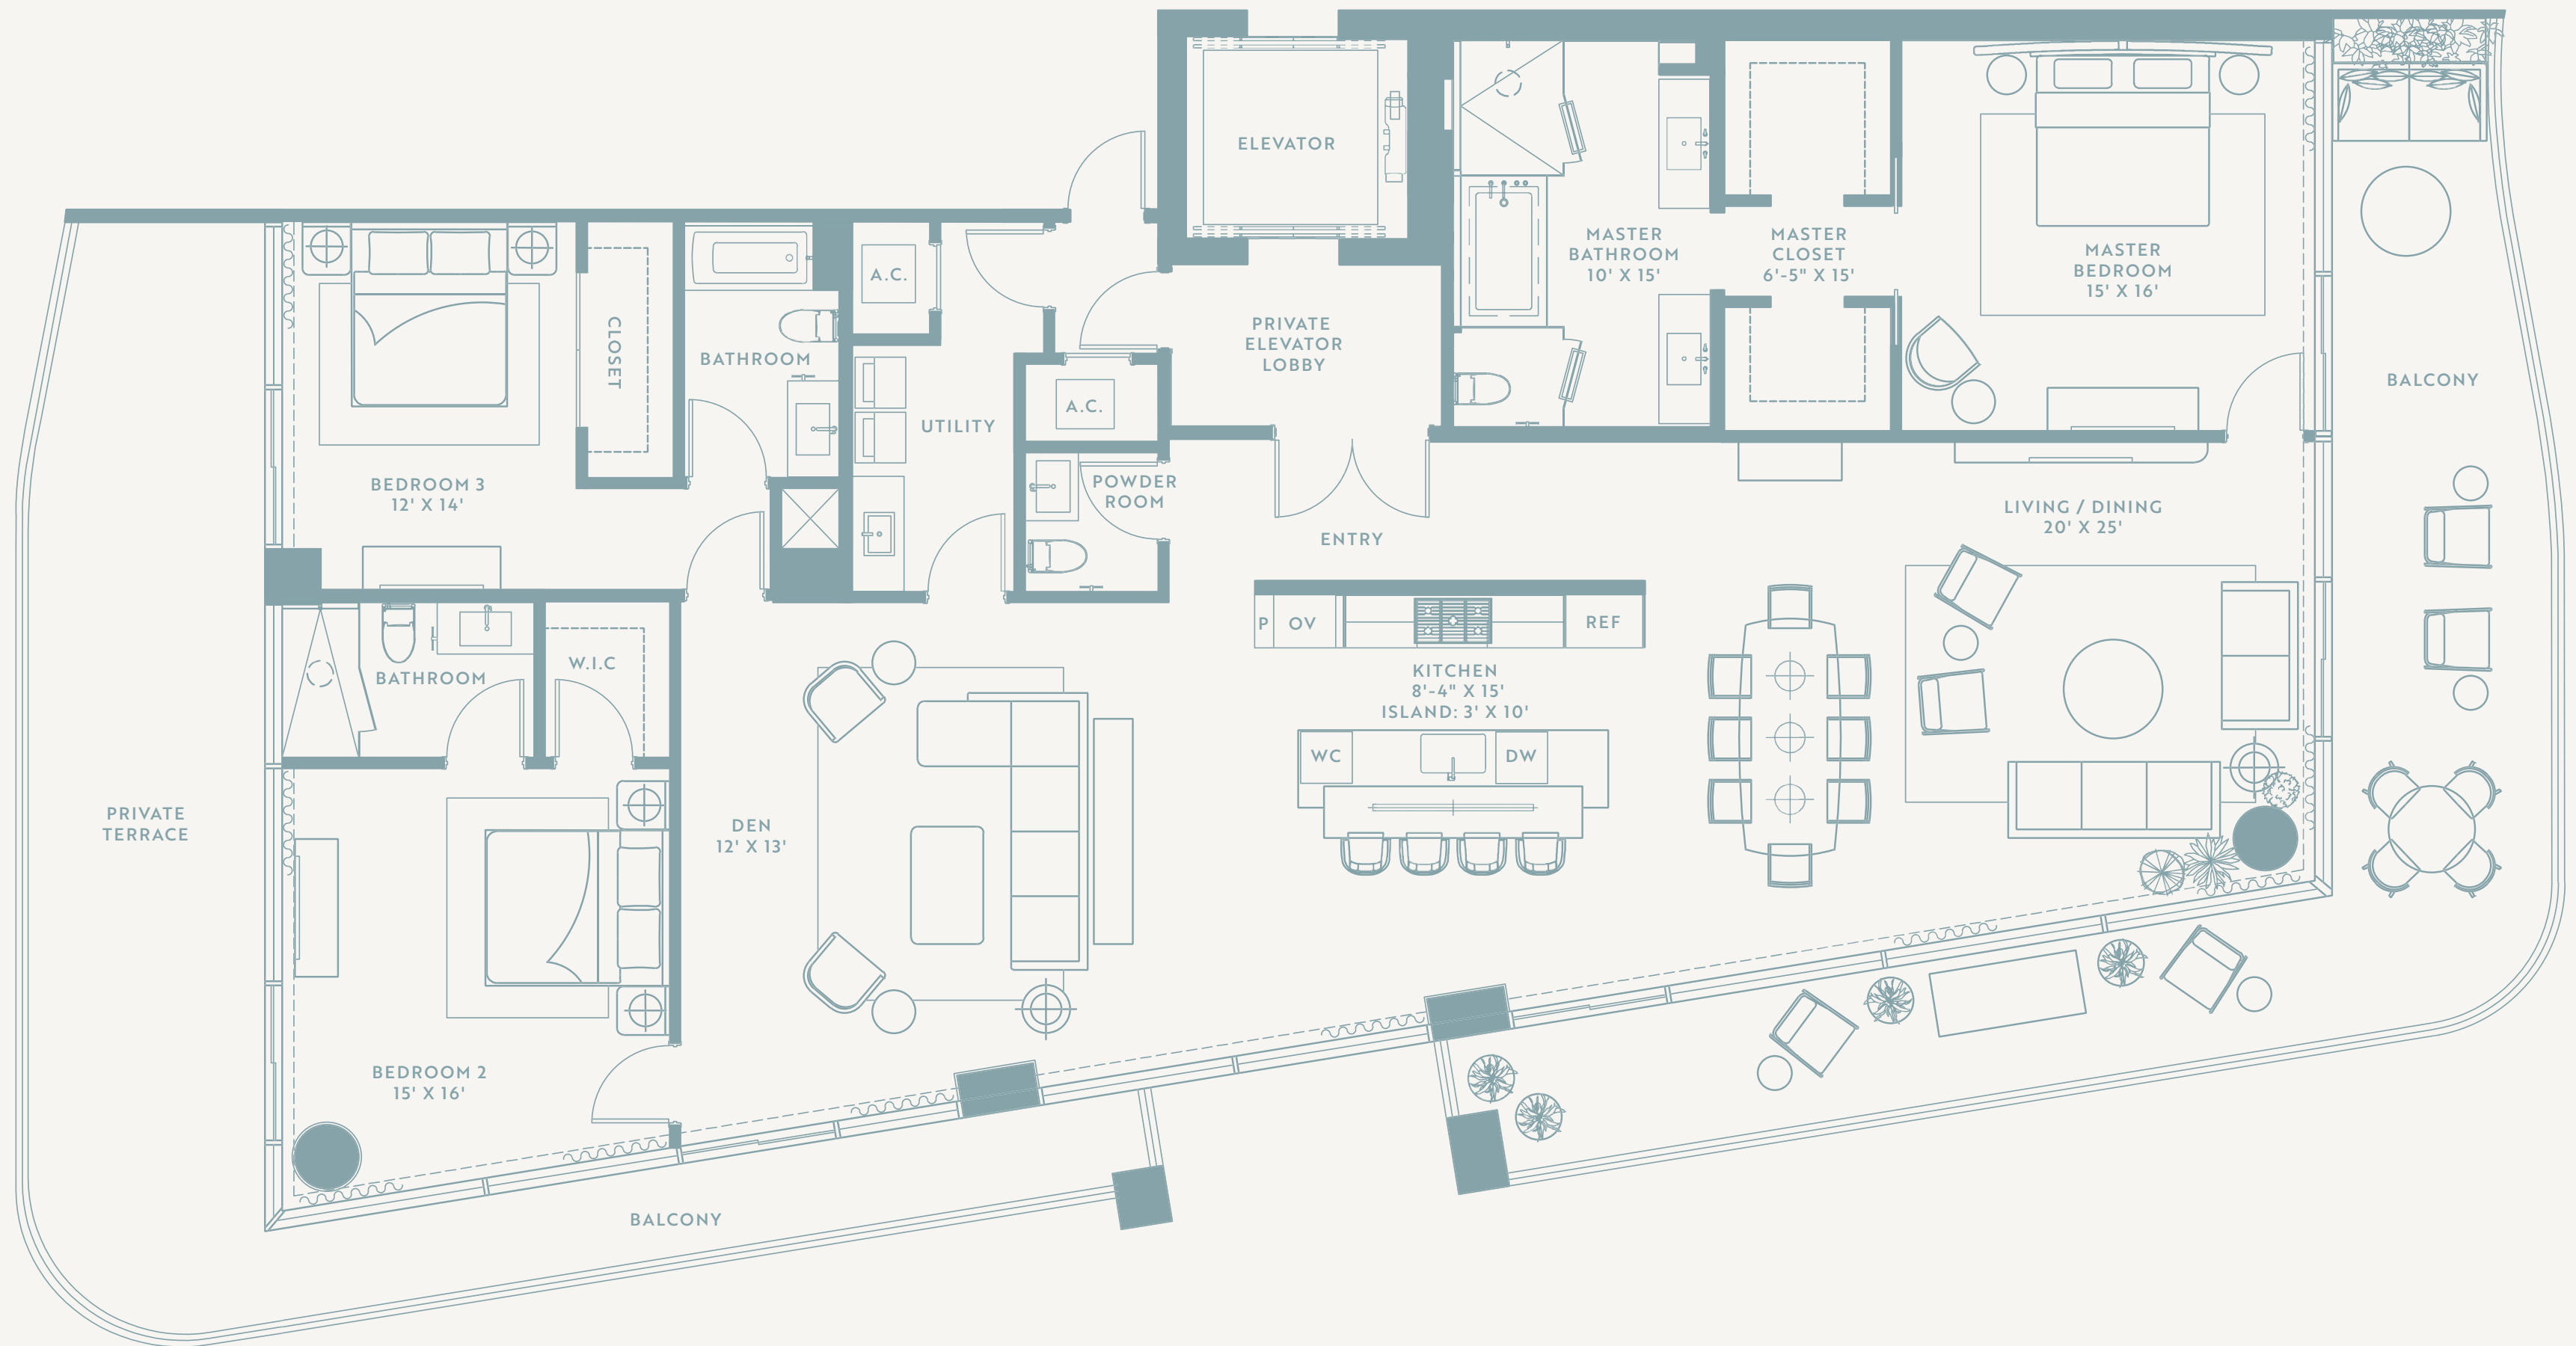 ELEVATOR
MASTER
BATHROOM
10' X 15'
MASTER
CLOSET
6'-5" X 15'
MASTER
BEDROOM
15' X 16'
A.C.
CLOSET
BATHROOM
PRIVATE
ELEVATOR
LOBBY
BALCONY
A.C.
UTILITY
BEDROOM 3
12' X 14'
POWDER
ROOM
ENTRY
LIVING / DINING
20' X 25'
P
OV
REF
W.I.C
BATHROOM
KITCHEN
8'-4" X 15'
ISLAND: 3' X 10'
WC
DW
PRIVATE
TERRACE
DEN
12' X 13'
BEDROOM 2
15' X 16'
BALCONY